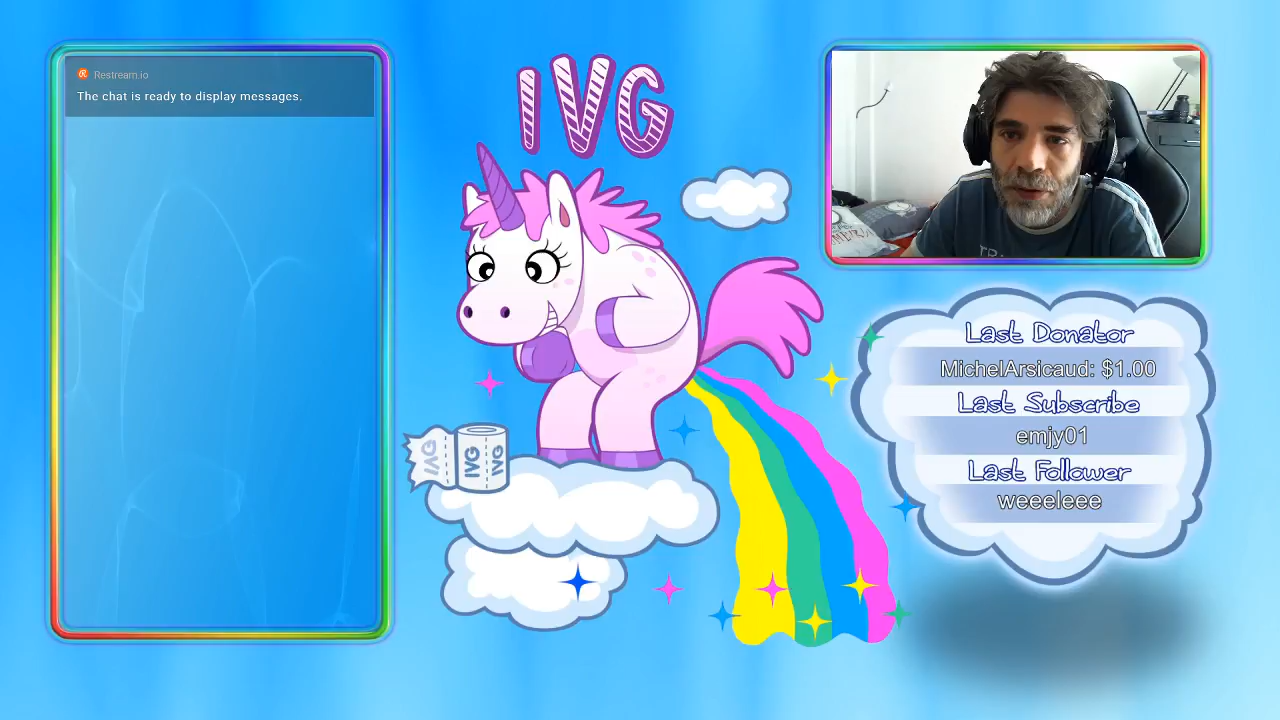 Restream.io
The chat is ready to display messages.
IVG
IVG
IVG
IVG
Last Donator
MichelArsicaud: $1.00
Last Subscribe
emjy01
Last Follower
weeeleee